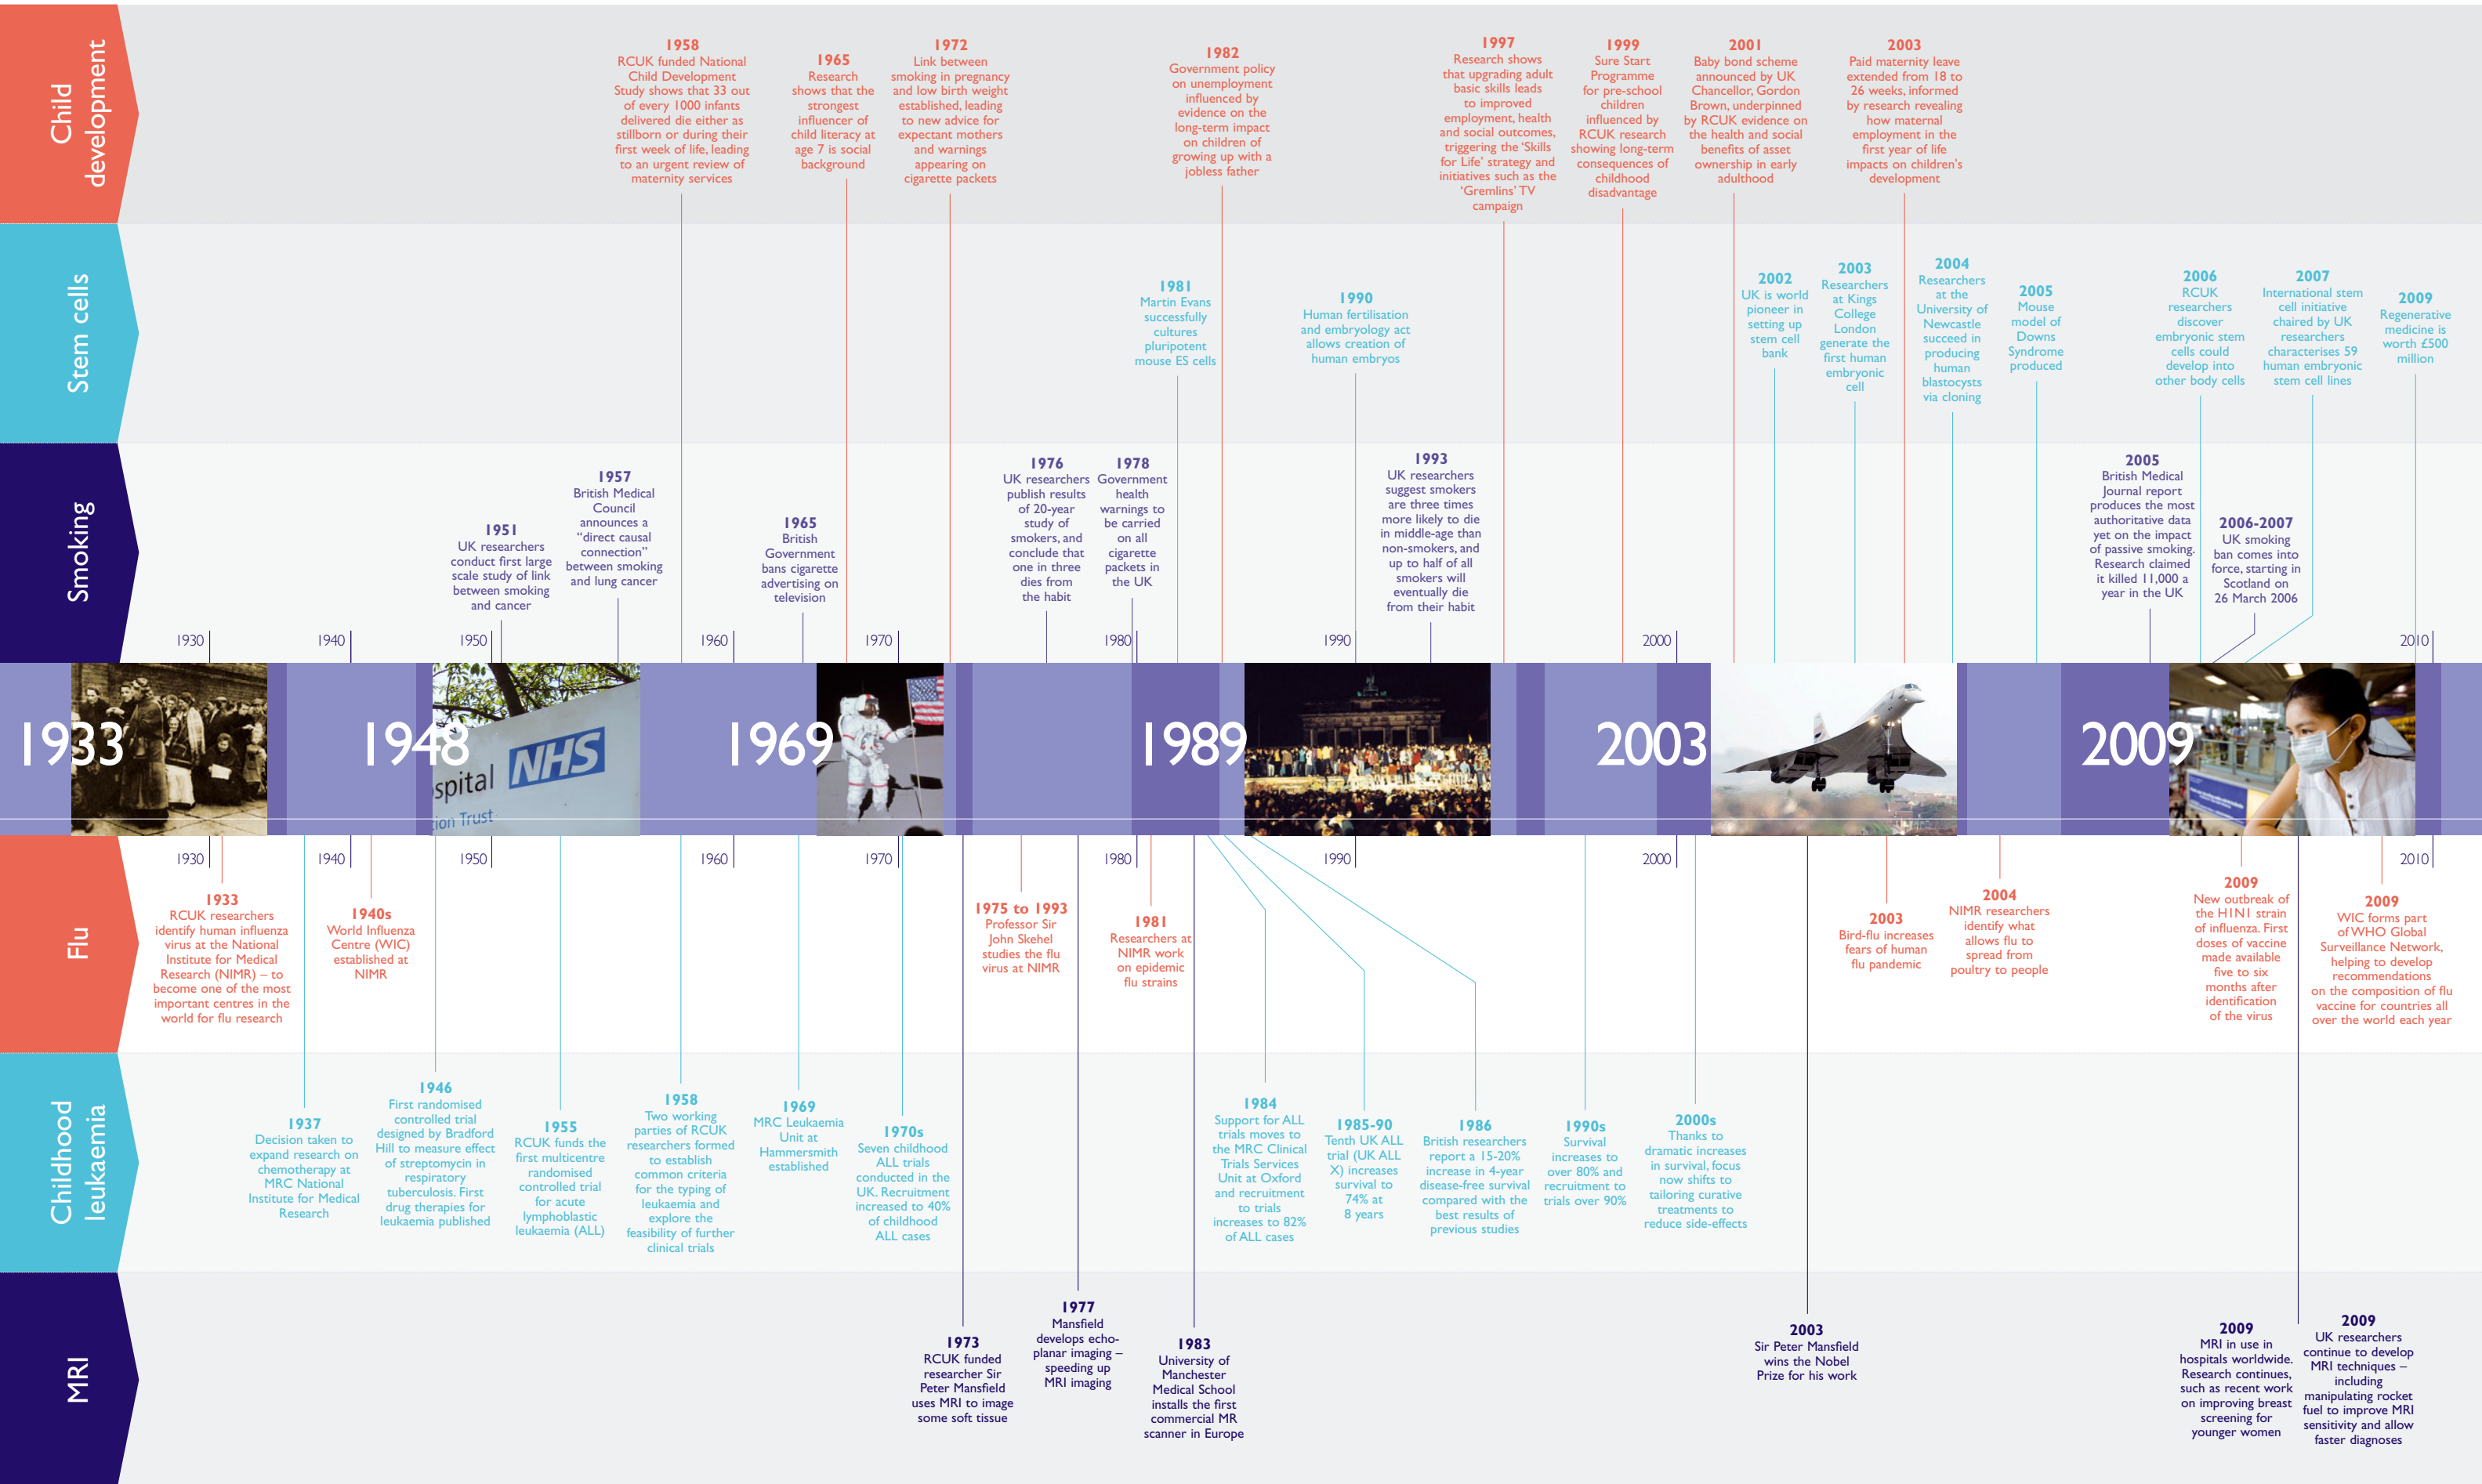 Child
development
1958
RCUK funded National
Child Development
Study shows that 33 out
of every 1000 infants
delivered die either as
stillborn or during their
first week of life, leading
to an urgent review of
maternity services
1965
Research
shows that the
strongest
influencer of
child literacy at
age 7 is social
background
1972
Link between
smoking in pregnancy
and low birth weight
established, leading
to new advice for
expectant mothers
and warnings
appearing on
cigarette packets
1982
Government policy
on unemployment
influenced by
evidence on the
long-term impact
on children of
growing up with a
jobless father
1997
Research shows
that upgrading adult
basic skills leads
to improved
employment, health
and social outcomes,
triggering the ‘Skills
for Life’ strategy and
initiatives such as the
‘Gremlins’ TV
campaign
1999
Sure Start
Programme
for pre-school
children
influenced by
RCUK research
showing long-term
consequences of
childhood
disadvantage
2001
Baby bond scheme
announced by UK
Chancellor, Gordon
Brown, underpinned
by RCUK evidence on
the health and social
benefits of asset
ownership in early
adulthood
2003
Paid maternity leave
extended from 18 to
26 weeks, informed
by research revealing
how maternal
employment in the
first year of life
impacts on children’s
development
Stem cells
1981
Martin Evans
successfully
cultures
pluripotent
mouse ES cells
1990
Human fertilisation
and embryology act
allows creation of
human embryos
2002
UK is world
pioneer in
setting up
stem cell
bank
2003
Researchers
at Kings
College
London
generate the
first human
embryonic
cell
2004
Researchers
at the
University of
Newcastle
succeed in
producing
human
blastocysts
via cloning
2005
Mouse
model of
Downs
Syndrome
produced
2006
RCUK
researchers
discover
embryonic stem
cells could
develop into
other body cells
2007
International stem
cell initiative
chaired by UK
researchers
characterises 59
human embryonic
stem cell lines
2009
Regenerative
medicine is
worth £500
million
Smoking
1951
UK researchers
conduct first large
scale study of link
between smoking
and cancer
1957
British Medical
Council
announces a
“direct causal
connection”
between smoking
and lung cancer
1965
British
Government
bans cigarette
advertising on
television
1976
UK researchers
publish results
of 20-year
study of
smokers, and
conclude that
one in three
dies from
the habit
1978
Government
health
warnings to
be carried
on all
cigarette
packets in
the UK
1993
UK researchers
suggest smokers
are three times
more likely to die
in middle-age than
non-smokers, and
up to half of all
smokers will
eventually die
from their habit
2005
British Medical
Journal report
produces the most
authoritative data
yet on the impact
of passive smoking.
Research claimed
it killed 11,000 a
year in the UK
2006-2007
UK smoking
ban comes into
force, starting in
Scotland on
26 March 2006
1930
1940
1950
1960
1970
1980
1990
2000
2010
1933
1948
spital NHS
ion Trust
1969
1989
2003
2009
1930
1940
1950
1960
1970
1980
1990
2000
2010
Flu
1933
RCUK researchers
identify human influenza
virus at the National
Institute for Medical
Research (NIMR) – to
become one of the most
important centres in the
world for flu research
1940s
World Influenza
Centre (WIC)
established at
NIMR
1975 to 1993
Professor Sir
John Skehel
studies the flu
virus at NIMR
1981
Researchers at
NIMR work
on epidemic
flu strains
2003
Bird-flu increases
fears of human
flu pandemic
2004
NIMR researchers
identify what
allows flu to
spread from
poultry to people
2009
New outbreak of
the H1N1 strain
of influenza. First
doses of vaccine
made available
five to six
months after
identification
of the virus
2009
WIC forms part
of WHO Global
Surveillance Network,
helping to develop
recommendations
on the composition of flu
vaccine for countries all
over the world each year
Childhood
leukaemia
1937
Decision taken to
expand research on
chemotherapy at
MRC National
Institute for Medical
Research
1946
First randomised
controlled trial
designed by Bradford
Hill to measure effect
of streptomycin in
respiratory
tuberculosis. First
drug therapies for
leukaemia published
1955
RCUK funds the
first multicentre
randomised
controlled trial
for acute
lymphoblastic
leukaemia (ALL)
1958
Two working
parties of RCUK
researchers formed
to establish
common criteria
for the typing of
leukaemia and
explore the
feasibility of further
clinical trials
1969
MRC Leukaemia
Unit at
Hammersmith
established
1970s
Seven childhood
ALL trials
conducted in the
UK. Recruitment
increased to 40%
of childhood
ALL cases
1984
Support for ALL
trials moves to
the MRC Clinical
Trials Services
Unit at Oxford
and recruitment
to trials
increases to 82%
of ALL cases
1985-90
Tenth UK ALL
trial (UK ALL
X) increases
survival to
74% at
8 years
1986
British researchers
report a 15-20%
increase in 4-year
disease-free survival
compared with the
best results of
previous studies
1990s
Survival
increases to
over 80% and
recruitment to
trials over 90%
2000s
Thanks to
dramatic increases
in survival, focus
now shifts to
tailoring curative
treatments to
reduce side-effects
MRI
1973
RCUK funded
researcher Sir
Peter Mansfield
uses MRI to image
some soft tissue
1977
Mansfield
develops echo-
planar imaging –
speeding up
MRI imaging
1983
University of
Manchester
Medical School
installs the first
commercial MR
scanner in Europe
2003
Sir Peter Mansfield
wins the Nobel
Prize for his work
2009
MRI in use in
hospitals worldwide.
Research continues,
such as recent work
on improving breast
screening for
younger women
2009
UK researchers
continue to develop
MRI techniques –
including
manipulating rocket
fuel to improve MRI
sensitivity and allow
faster diagnoses